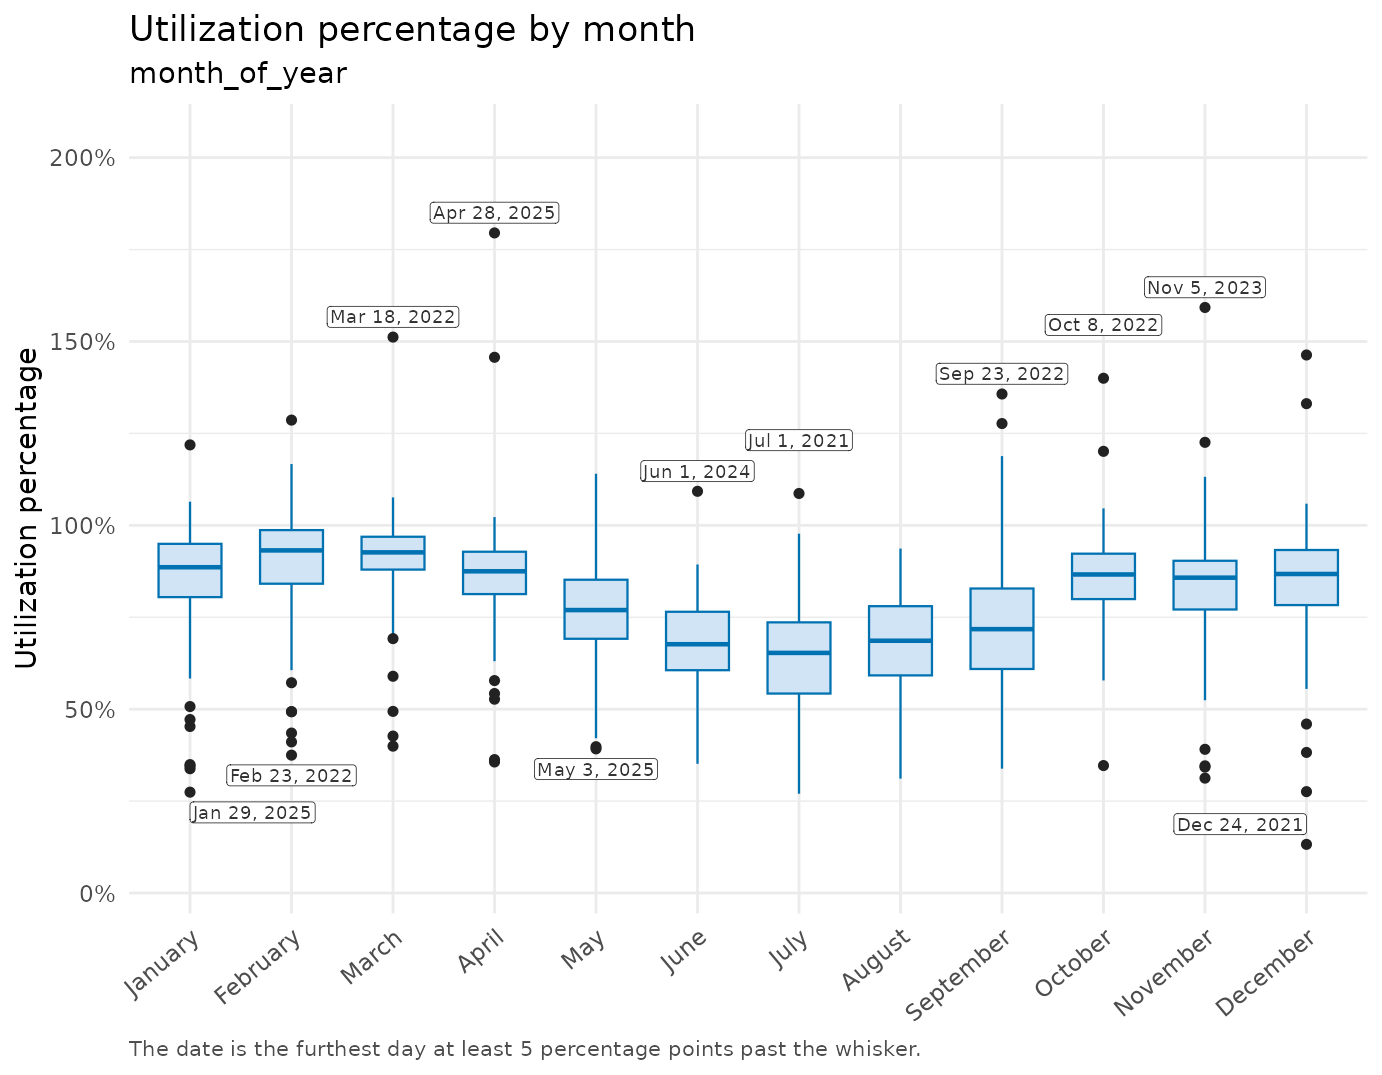 Utilization percentage by month
month_of_year
Utilization percentage
200%
150%
100%
50%
0%
Apr 28, 2025
Nov 5, 2023
Mar 18, 2022
Oct 8, 2022
Sep 23, 2022
Jul 1, 2021
Jun 1, 2024
May 3, 2025
Feb 23, 2022
Jan 29, 2025
Dec 24, 2021
January
February
March
April
May
June
July
August
September
October
November
December
The date is the furthest day at least 5 percentage points past the whisker.